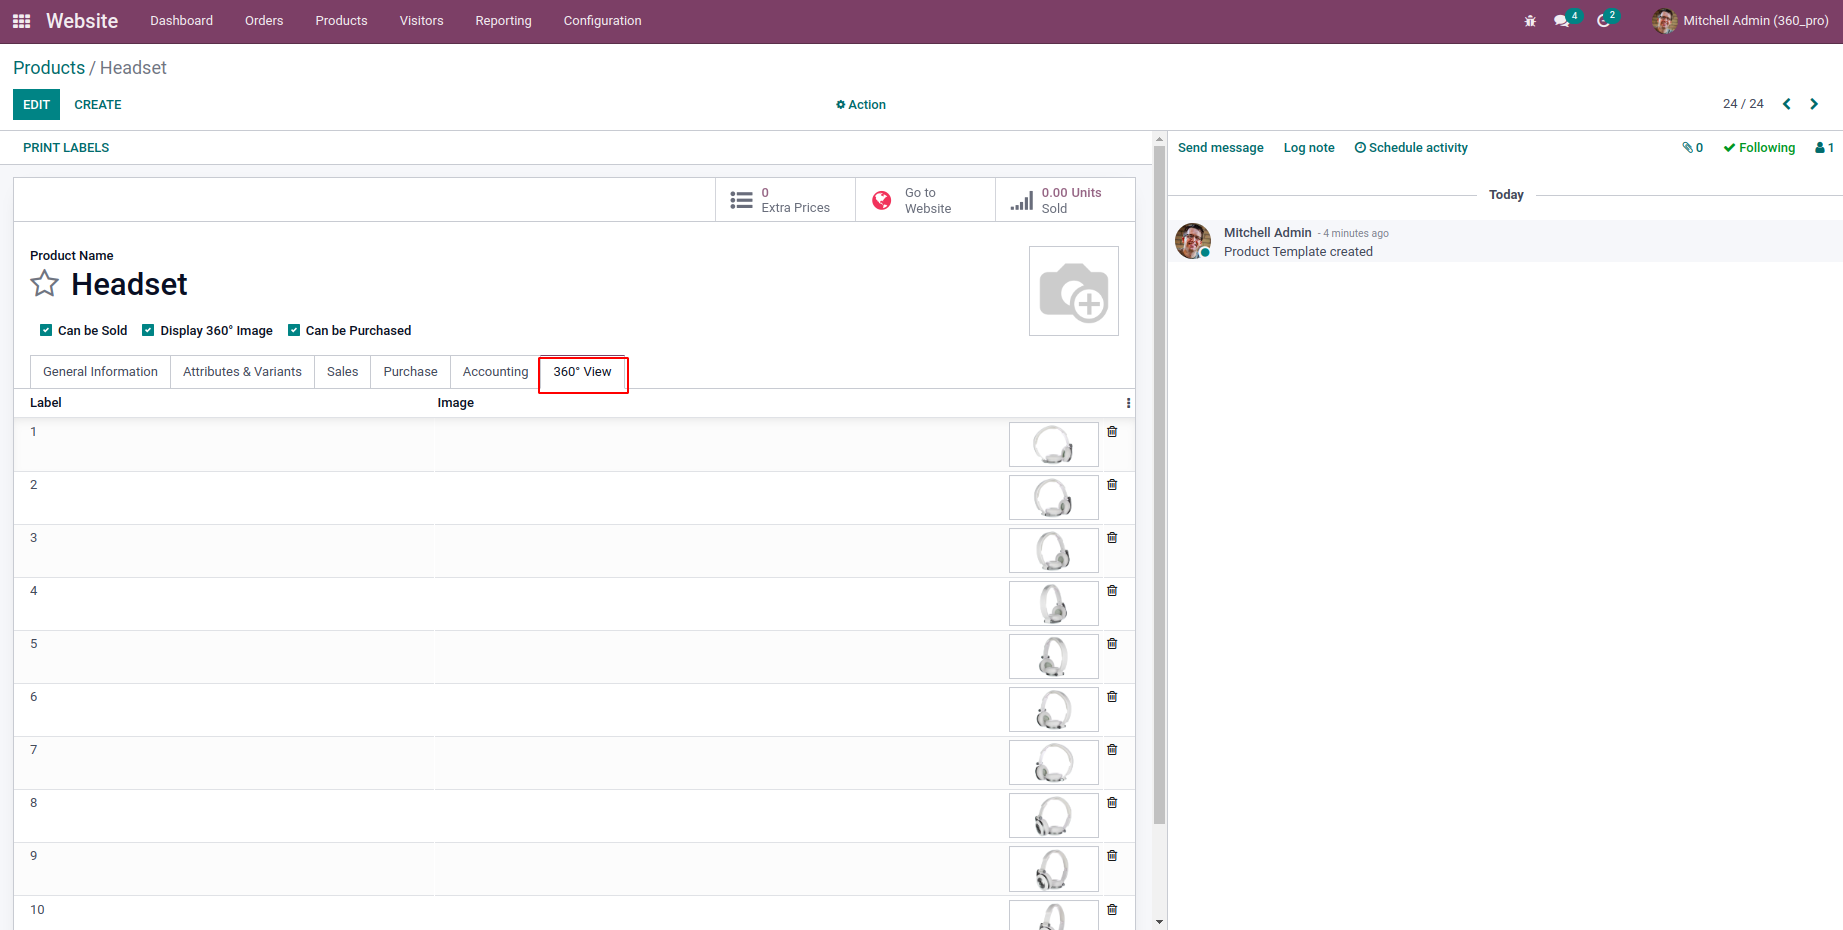 Website Dashboard Orders Products Visitors Reporting Configuration 4 2 Mitchell Admin (360_pro)
Products / Headset
EDIT CREATE Action 24 / 24
PRINT LABELS
Send message Log note Schedule activity 0 Following 1
Today
Mitchell Admin - 4 minutes ago
Product Template created
0
Extra Prices
Go to
Website
0.00 Units
Sold
Product Name
Headset
Can be Sold Display 360° Image Can be Purchased
General Information Attributes & Variants Sales Purchase Accounting 360° View
Label Image
1
2
3
4
5
6
7
8
9
10